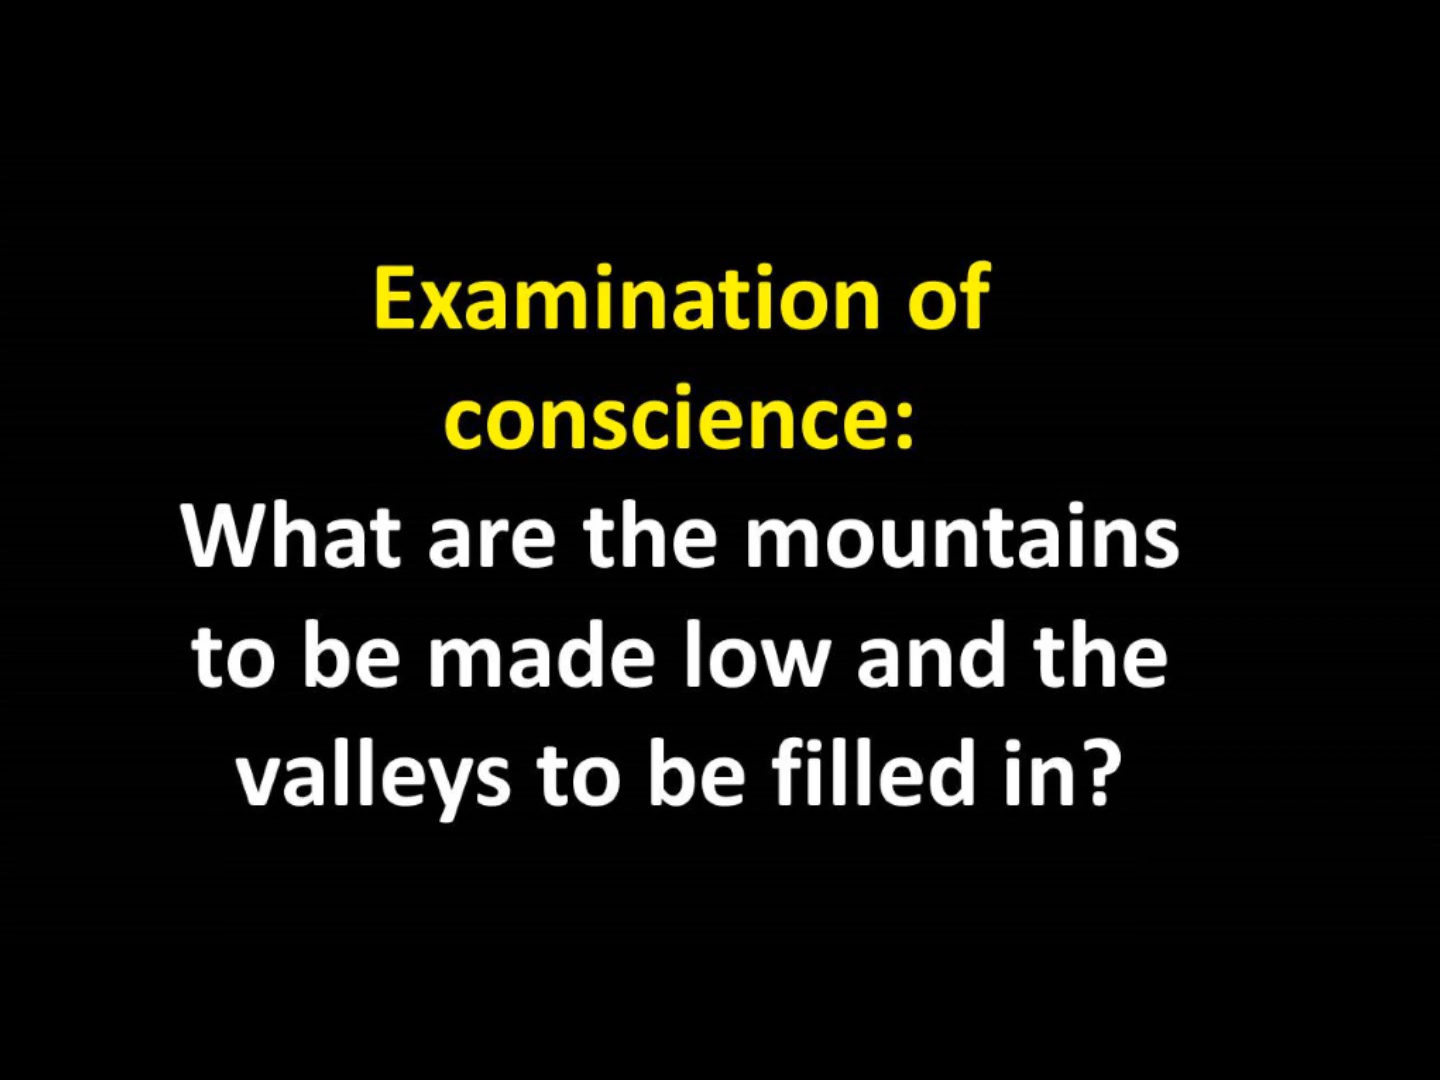 Examination of
conscience:
What are the mountains
to be made low and the
valleys to be filled in?